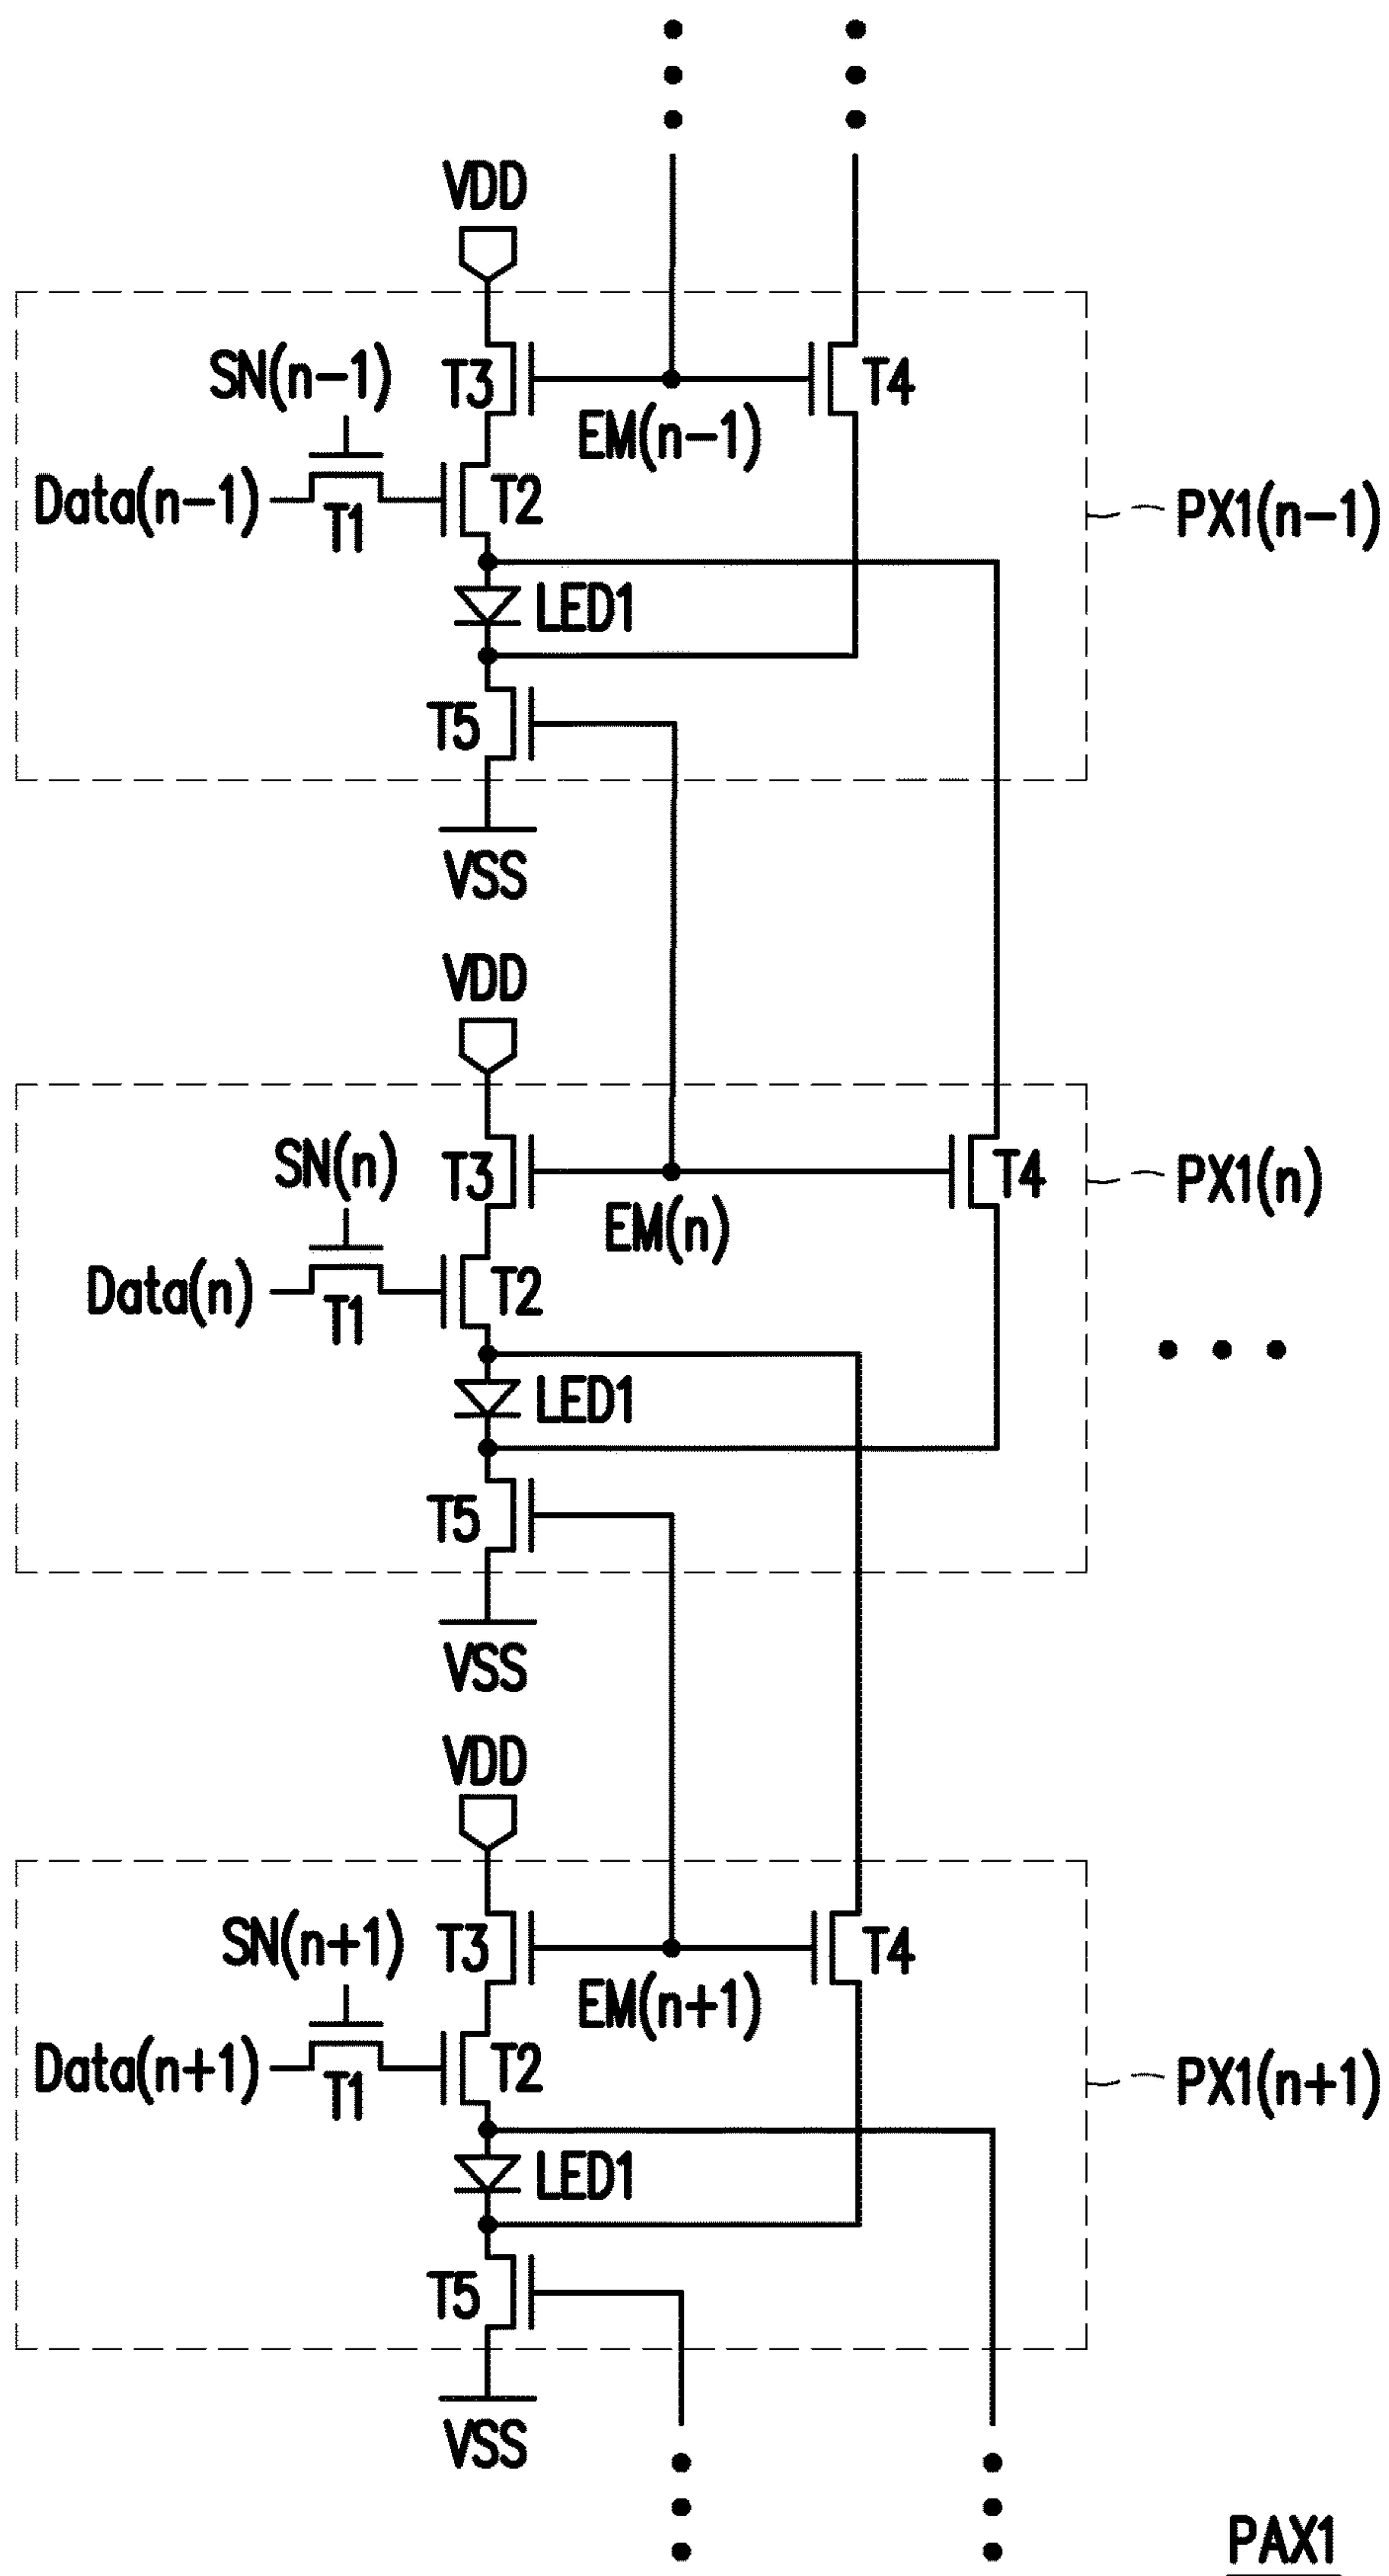 VDD
SN(n-1)
T3
T4
EM(n-1)
Data(n-1)
T1
T2
PX1(n-1)
LED1
T5
VSS
VDD
SN(n)
T3
T4
PX1(n)
EM(n)
Data(n)
T1
T2
LED1
T5
VSS
VDD
SN(n+1)
T3
T4
EM(n+1)
Data(n+1)
T1
T2
PX1(n+1)
LED1
T5
VSS
PAX1